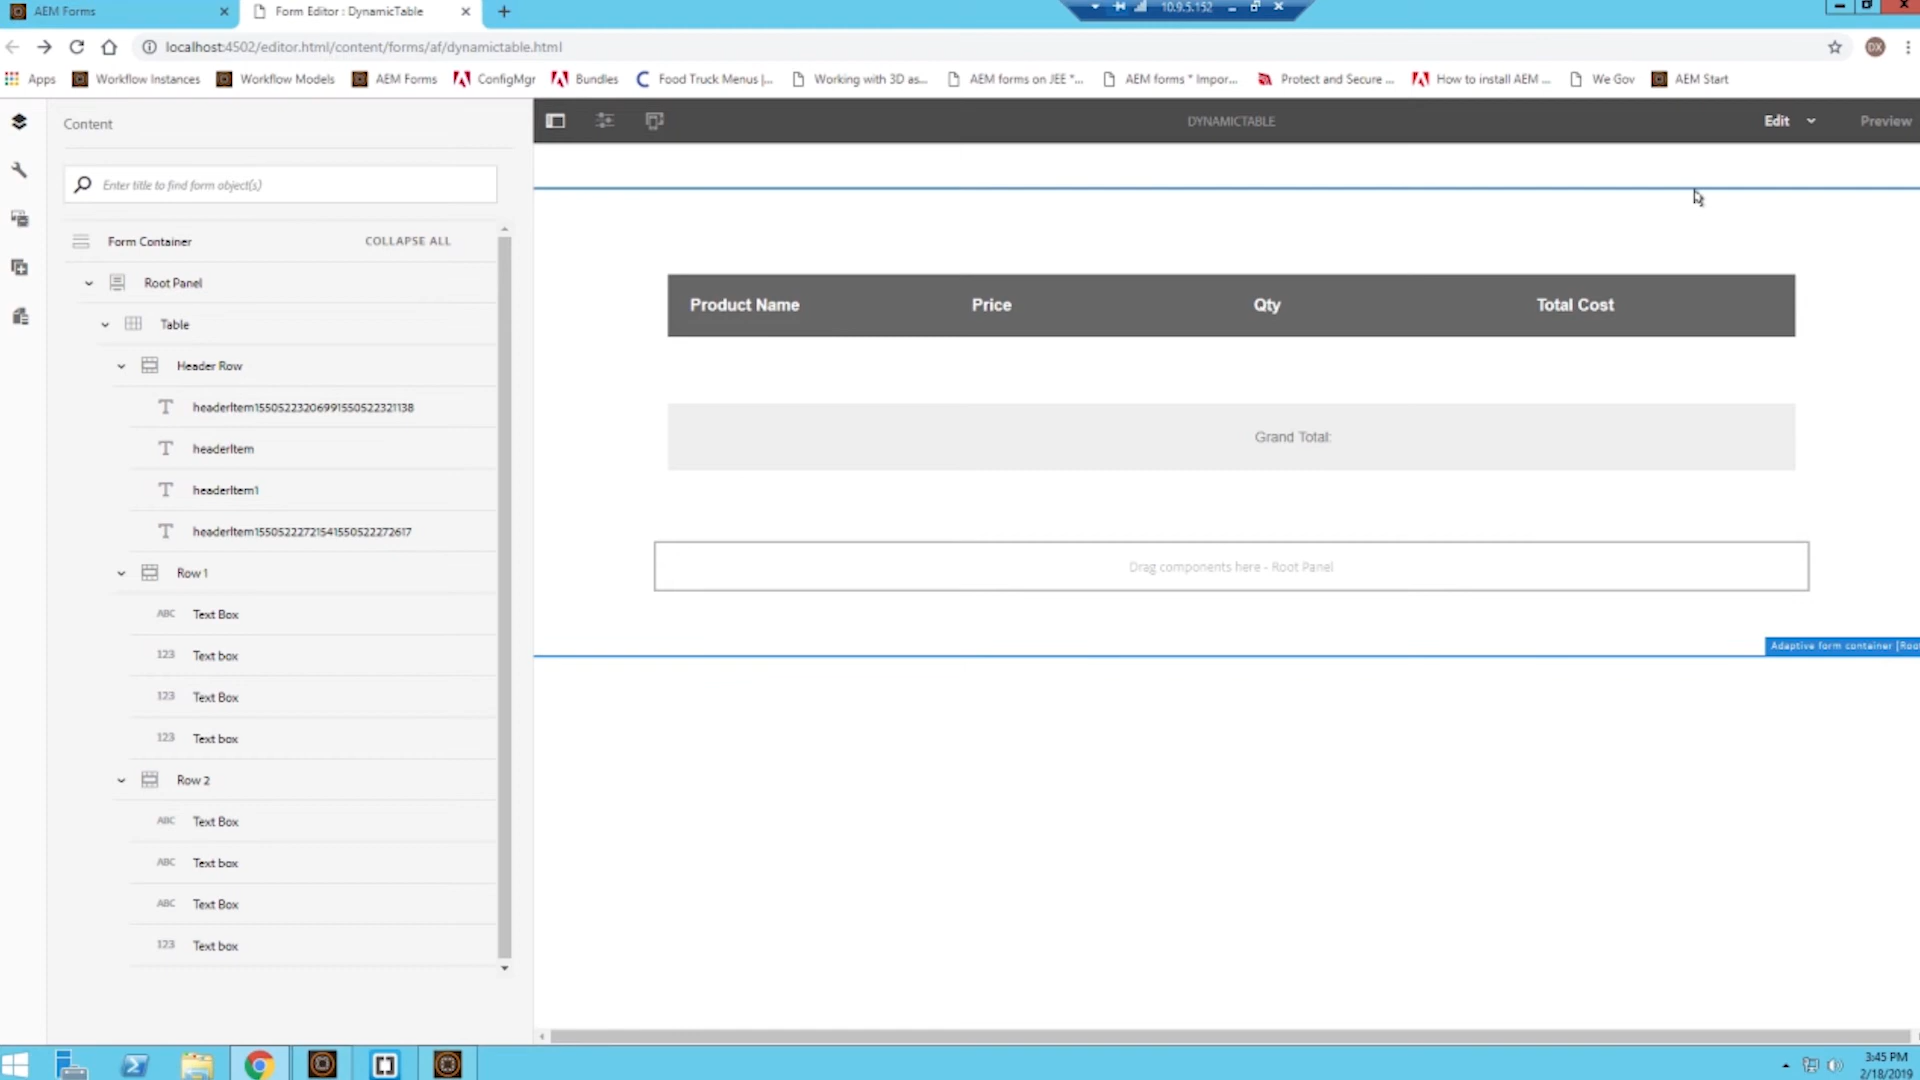 AEM Forms
Form Editor : DynamicTable
10.9.5.152
localhost:4502/editor.html/content/forms/af/dynamictable.html
DX
Apps
Workflow Instances
Workflow Models
AEM Forms
ConfigMgr
Bundles
Food Truck Menus |...
Working with 3D as...
AEM forms on JEE "...
AEM forms * Impor...
Protect and Secure ...
How to install AEM ...
We Gov
AEM Start
Content
DYNAMICTABLE
Edit
Preview
Enter title to find form object(s)
Form Container
COLLAPSE ALL
Root Panel
Table
Header Row
headerItem15505223206991550522321138
headerItem
headerItem1
headerItem15505222721541550522272617
Row 1
ABC Text Box
123 Text box
123 Text Box
123 Text box
Row 2
ABC Text Box
ABC Text box
ABC Text Box
123 Text box
Product Name
Price
Qty
Total Cost
Grand Total:
Drag components here - Root Panel
Adaptive form container [Roo
3:45 PM
2/18/2019